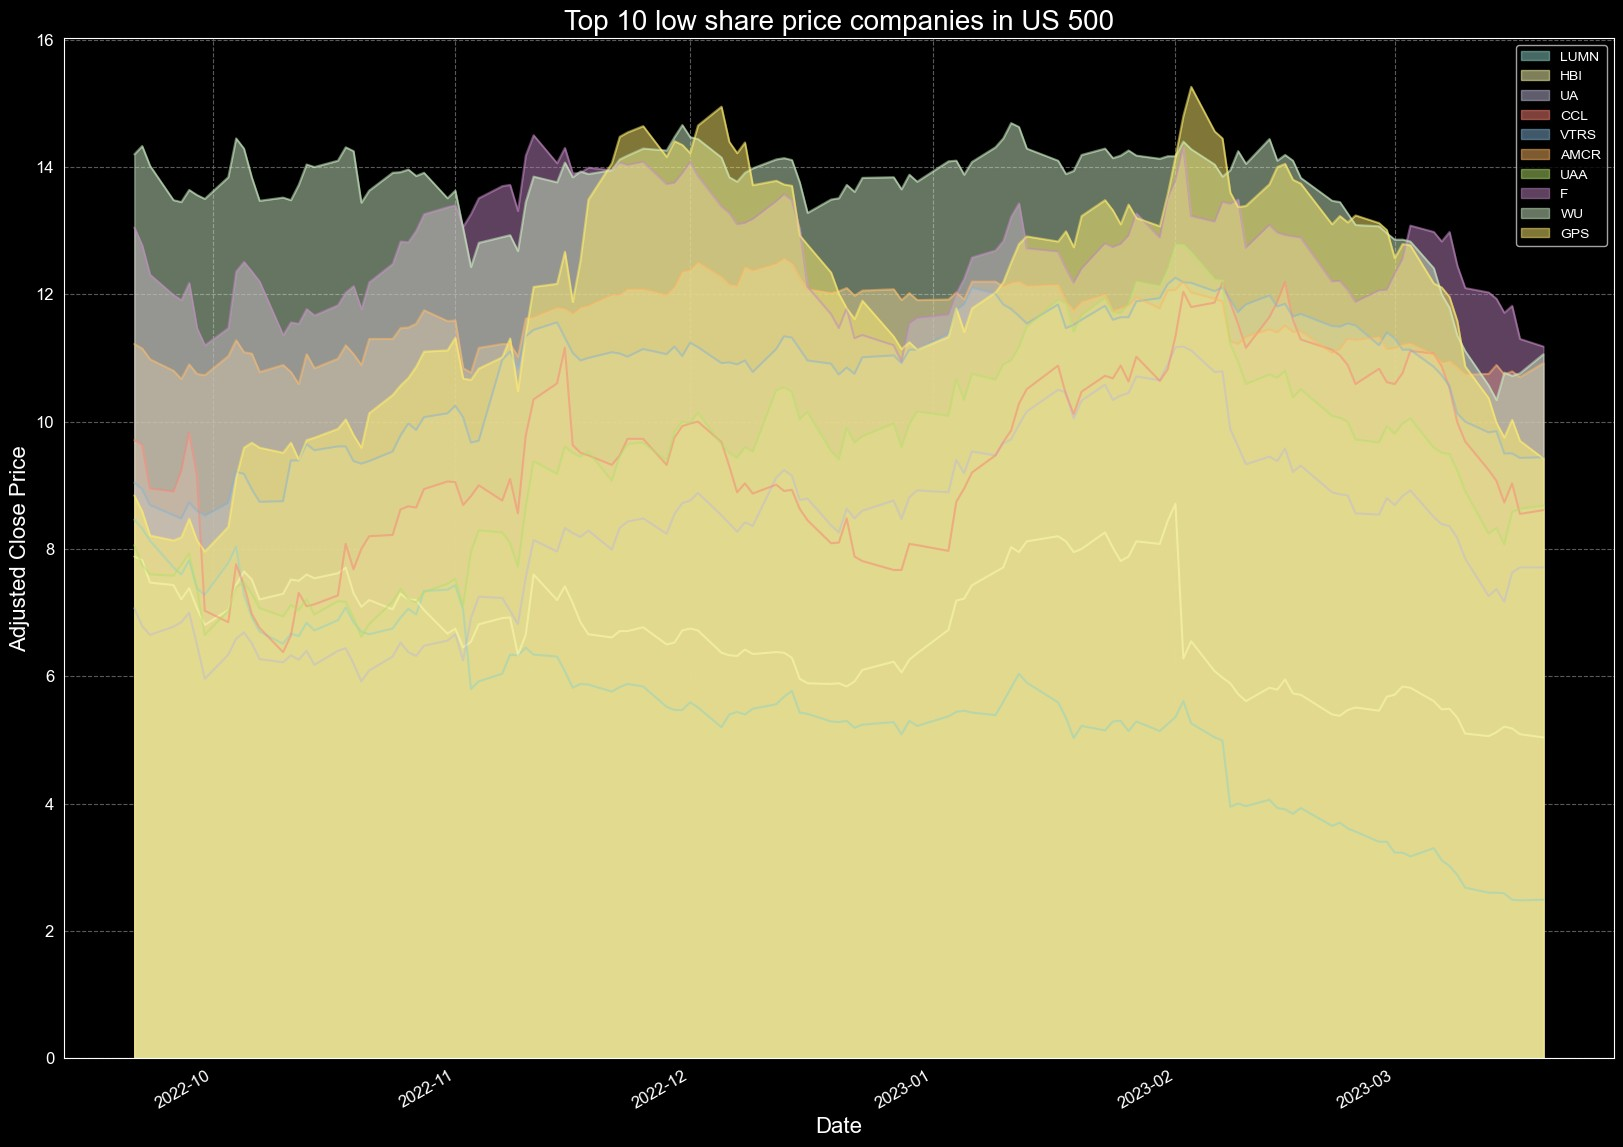 Top 10 low share price companies in US 500
16
14
12
10
8
6
4
2
0
Adjusted Close Price
LUMN
HBI
UA
CCL
VTRS
AMCR
UAA
F
WU
GPS
2022-10
2022-11
2022-12
2023-01
2023-02
2023-03
Date